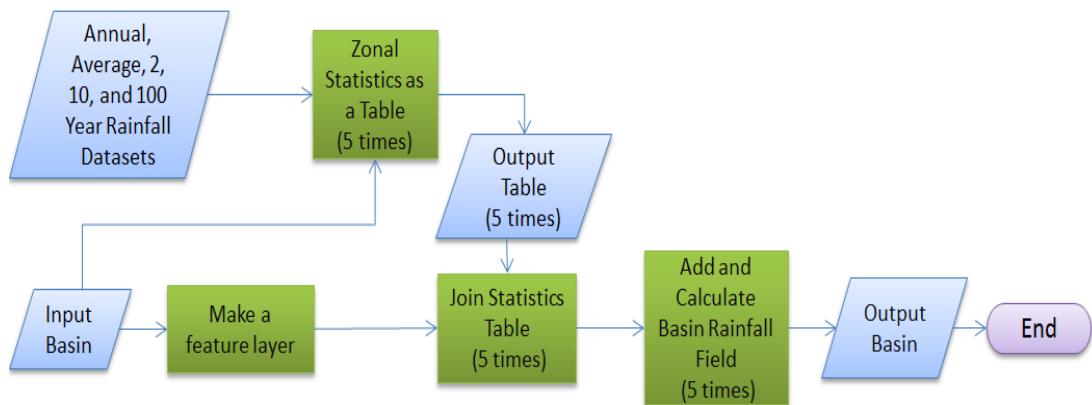 Annual,
Average, 2,
10, and 100
Year Rainfall
Datasets
Zonal
Statistics as
a Table
(5 times)
Output
Table
(5 times)
Input
Basin
Make a
feature layer
Join Statistics
Table
(5 times)
Add and
Calculate
Basin Rainfall
Field
(5 times)
Output
Basin
End